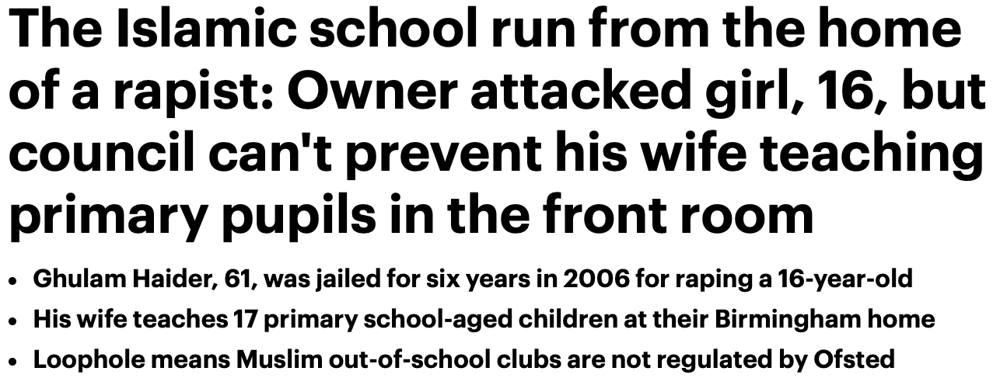 The Islamic school run from the home
of a rapist: Owner attacked girl, 16, but
council can't prevent his wife teaching
primary pupils in the front room
• Ghulam Haider, 61, was jailed for six years in 2006 for raping a 16-year-old
• His wife teaches 17 primary school-aged children at their Birmingham home
• Loophole means Muslim out-of-school clubs are not regulated by Ofsted